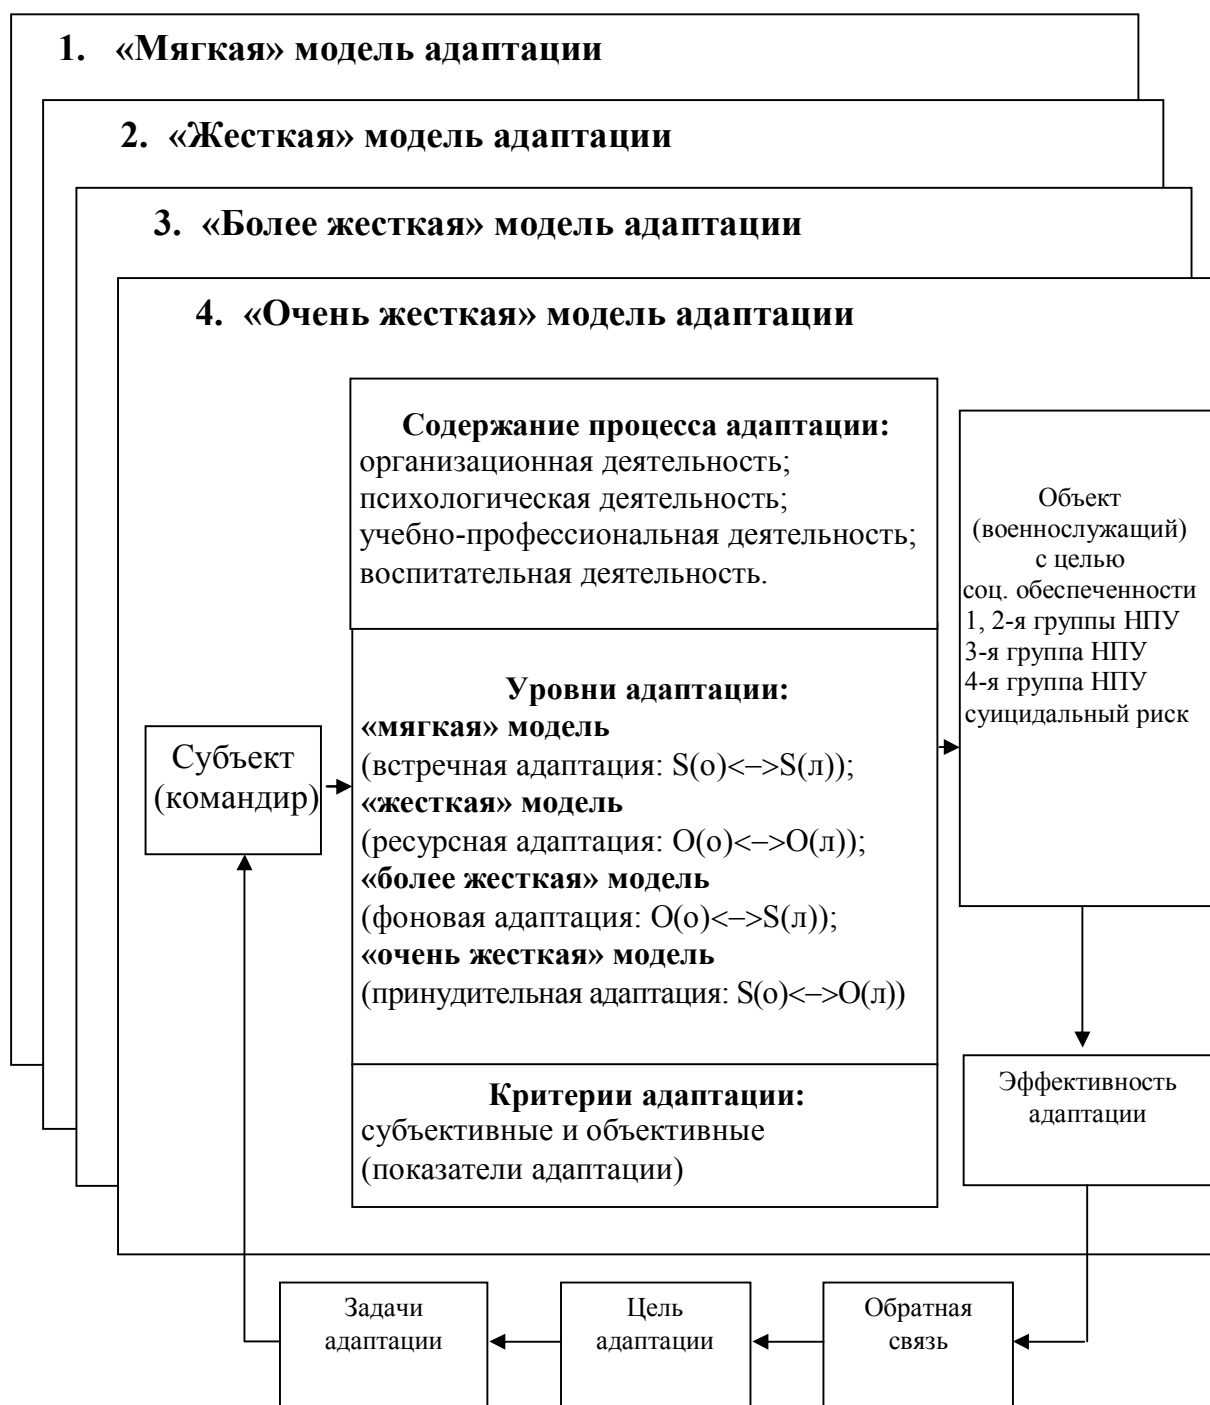 1. «Мягкая» модель адаптации
2. «Жесткая» модель адаптации
3. «Более жесткая» модель адаптации
4. «Очень жесткая» модель адаптации
Содержание процесса адаптации:
организационная деятельность;
психологическая деятельность;
учебно-профессиональная деятельность;
воспитательная деятельность.
Уровни адаптации:
«мягкая» модель
(встречная адаптация: S(о)<–>S(л));
«жесткая» модель
(ресурсная адаптация: О(о)<–>О(л));
«более жесткая» модель
(фоновая адаптация: О(о)<–>S(л));
«очень жесткая» модель
(принудительная адаптация: S(о)<–>О(л))
Критерии адаптации:
субъективные и объективные
(показатели адаптации)
Субъект
(командир)
Объект
(военнослужащий)
с целью
соц. обеспеченности
1, 2-я группы НПУ
3-я группа НПУ
4-я группа НПУ
суицидальный риск
Эффективность
адаптации
Задачи
адаптации
Цель
адаптации
Обратная
связь